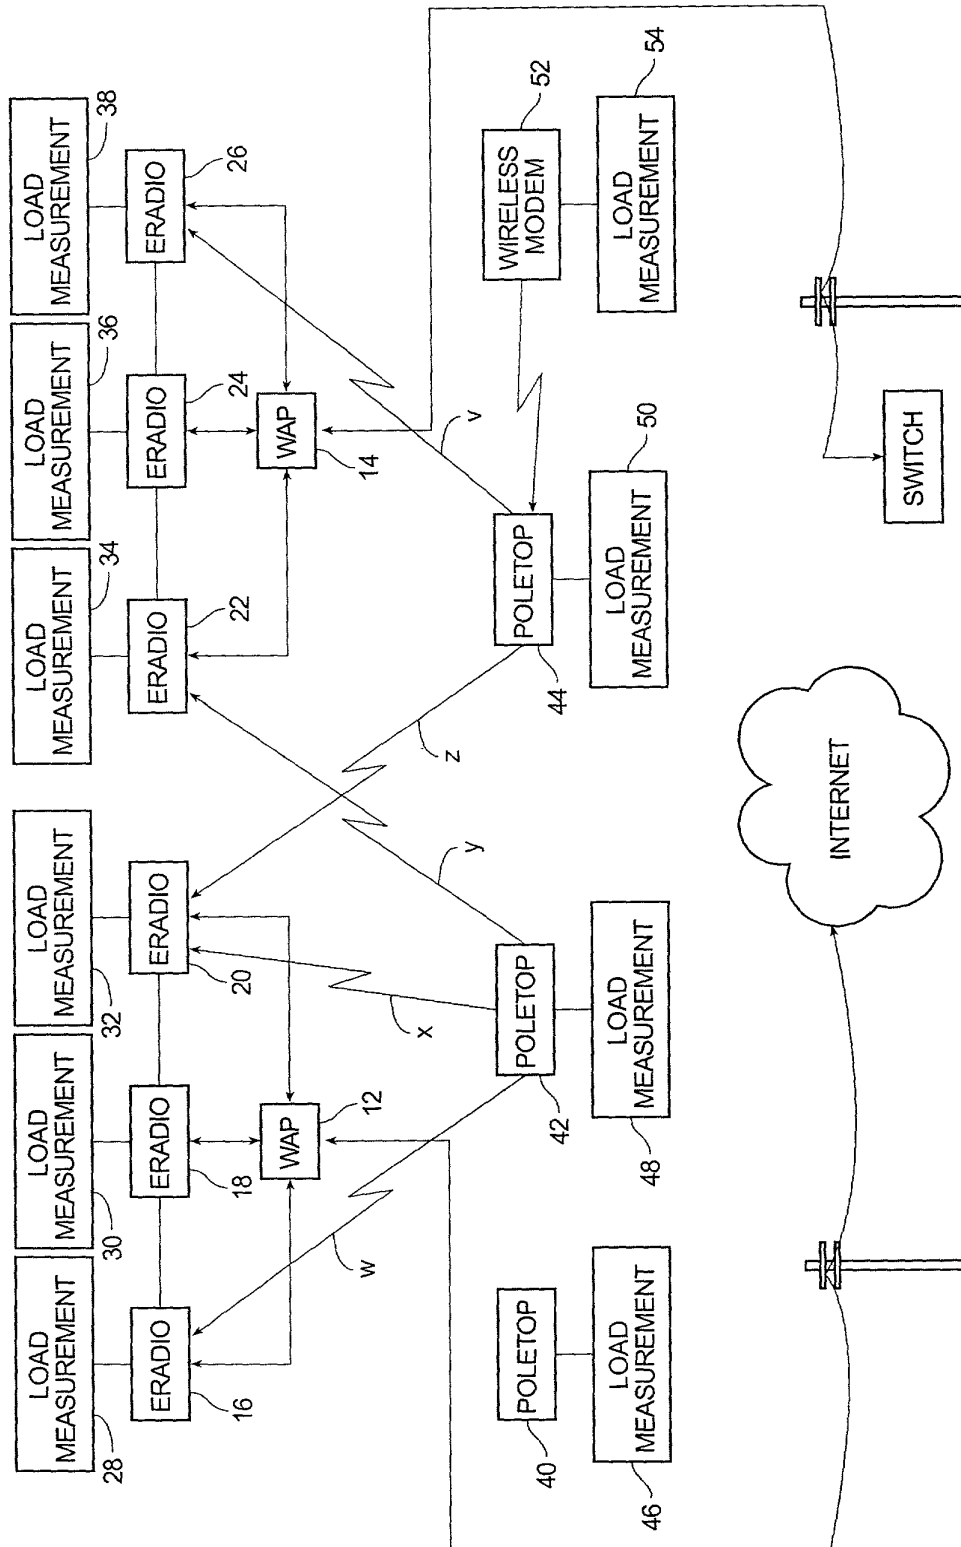 LOAD
MEASUREMENT
28
LOAD
MEASUREMENT
30
LOAD
MEASUREMENT
32
LOAD
MEASUREMENT
34
LOAD
MEASUREMENT
36
LOAD
MEASUREMENT
38
ERADIO
16
ERADIO
18
ERADIO
20
ERADIO
22
ERADIO
24
ERADIO
26
WAP
12
WAP
14
w
x
y
z
v
POLETOP
40
POLETOP
42
POLETOP
44
WIRELESS
MODEM
52
LOAD
MEASUREMENT
46
LOAD
MEASUREMENT
48
LOAD
MEASUREMENT
50
LOAD
MEASUREMENT
54
INTERNET
SWITCH